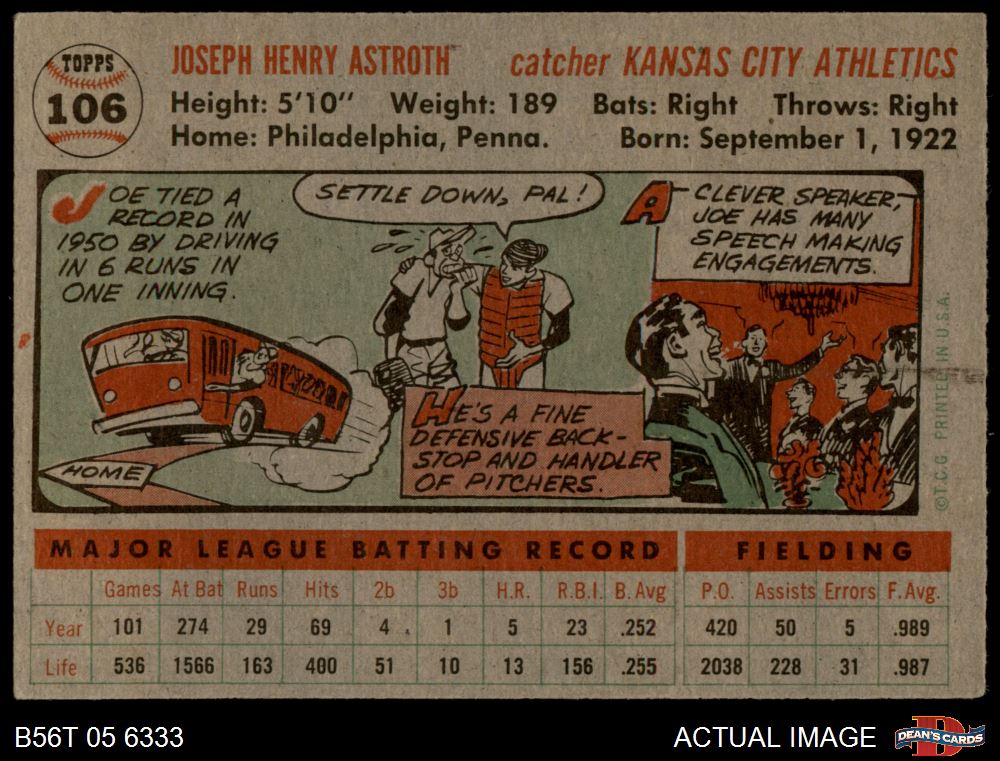 TOPPS
106
JOSEPH HENRY ASTROTH catcher KANSAS CITY ATHLETICS
Height: 5'10" Weight: 189 Bats: Right Throws: Right
Home: Philadelphia, Penna. Born: September 1, 1922
JOE TIED A
RECORD IN
1950 BY DRIVING
IN 6 RUNS IN
ONE INNING.
HOME
SETTLE DOWN, PAL!
HE'S A FINE
DEFENSIVE BACK-
STOP AND HANDLER
OF PITCHERS.
A CLEVER SPEAKER,
JOE HAS MANY
SPEECH MAKING
ENGAGEMENTS.
©T.C.G. PRINTED IN U.S.A.
MAJOR LEAGUE BATTING RECORD FIELDING
Games At Bat Runs Hits 2b 3b H.R. R.B.I. B. Avg P.O. Assists Errors F. Avg.
Year 101 274 29 69 4 1 5 23 .252 420 50 5 .989
Life 536 1566 163 400 51 10 13 156 .255 2038 228 31 .987
B56T 05 6333 ACTUAL IMAGE DEAN'S CARDS